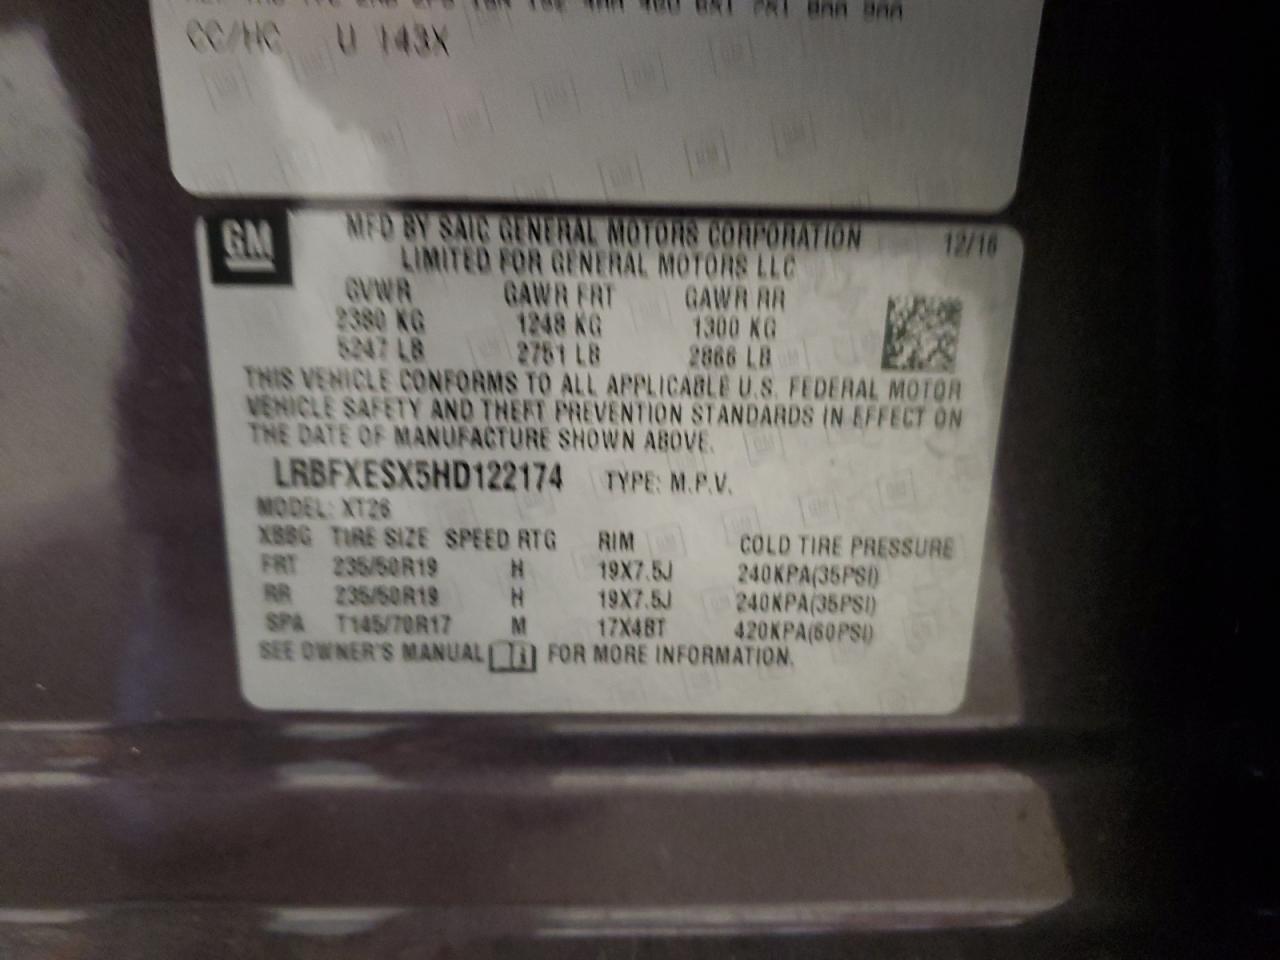 CC/HC U 143X
GM
MFD BY SAIC GENERAL MOTORS CORPORATION 12/16
LIMITED FOR GENERAL MOTORS LLC
GVWR GAWR FRT GAWR RR
2380 KG 1248 KG 1300 KG
5247 LB 2751 LB 2866 LB
THIS VEHICLE CONFORMS TO ALL APPLICABLE U.S. FEDERAL MOTOR
VEHICLE SAFETY AND THEFT PREVENTION STANDARDS IN EFFECT ON
THE DATE OF MANUFACTURE SHOWN ABOVE.
LRBFXESX5HD122174 TYPE: M.P.V.
MODEL: XT26
XBBG TIRE SIZE SPEED RTG RIM COLD TIRE PRESSURE
FRT 235/50R19 H 19X7.5J 240KPA(35PSI)
RR 235/50R19 H 19X7.5J 240KPA(35PSI)
SPA T145/70R17 M 17X4BT 420KPA(60PSI)
SEE OWNER'S MANUAL FOR MORE INFORMATION.